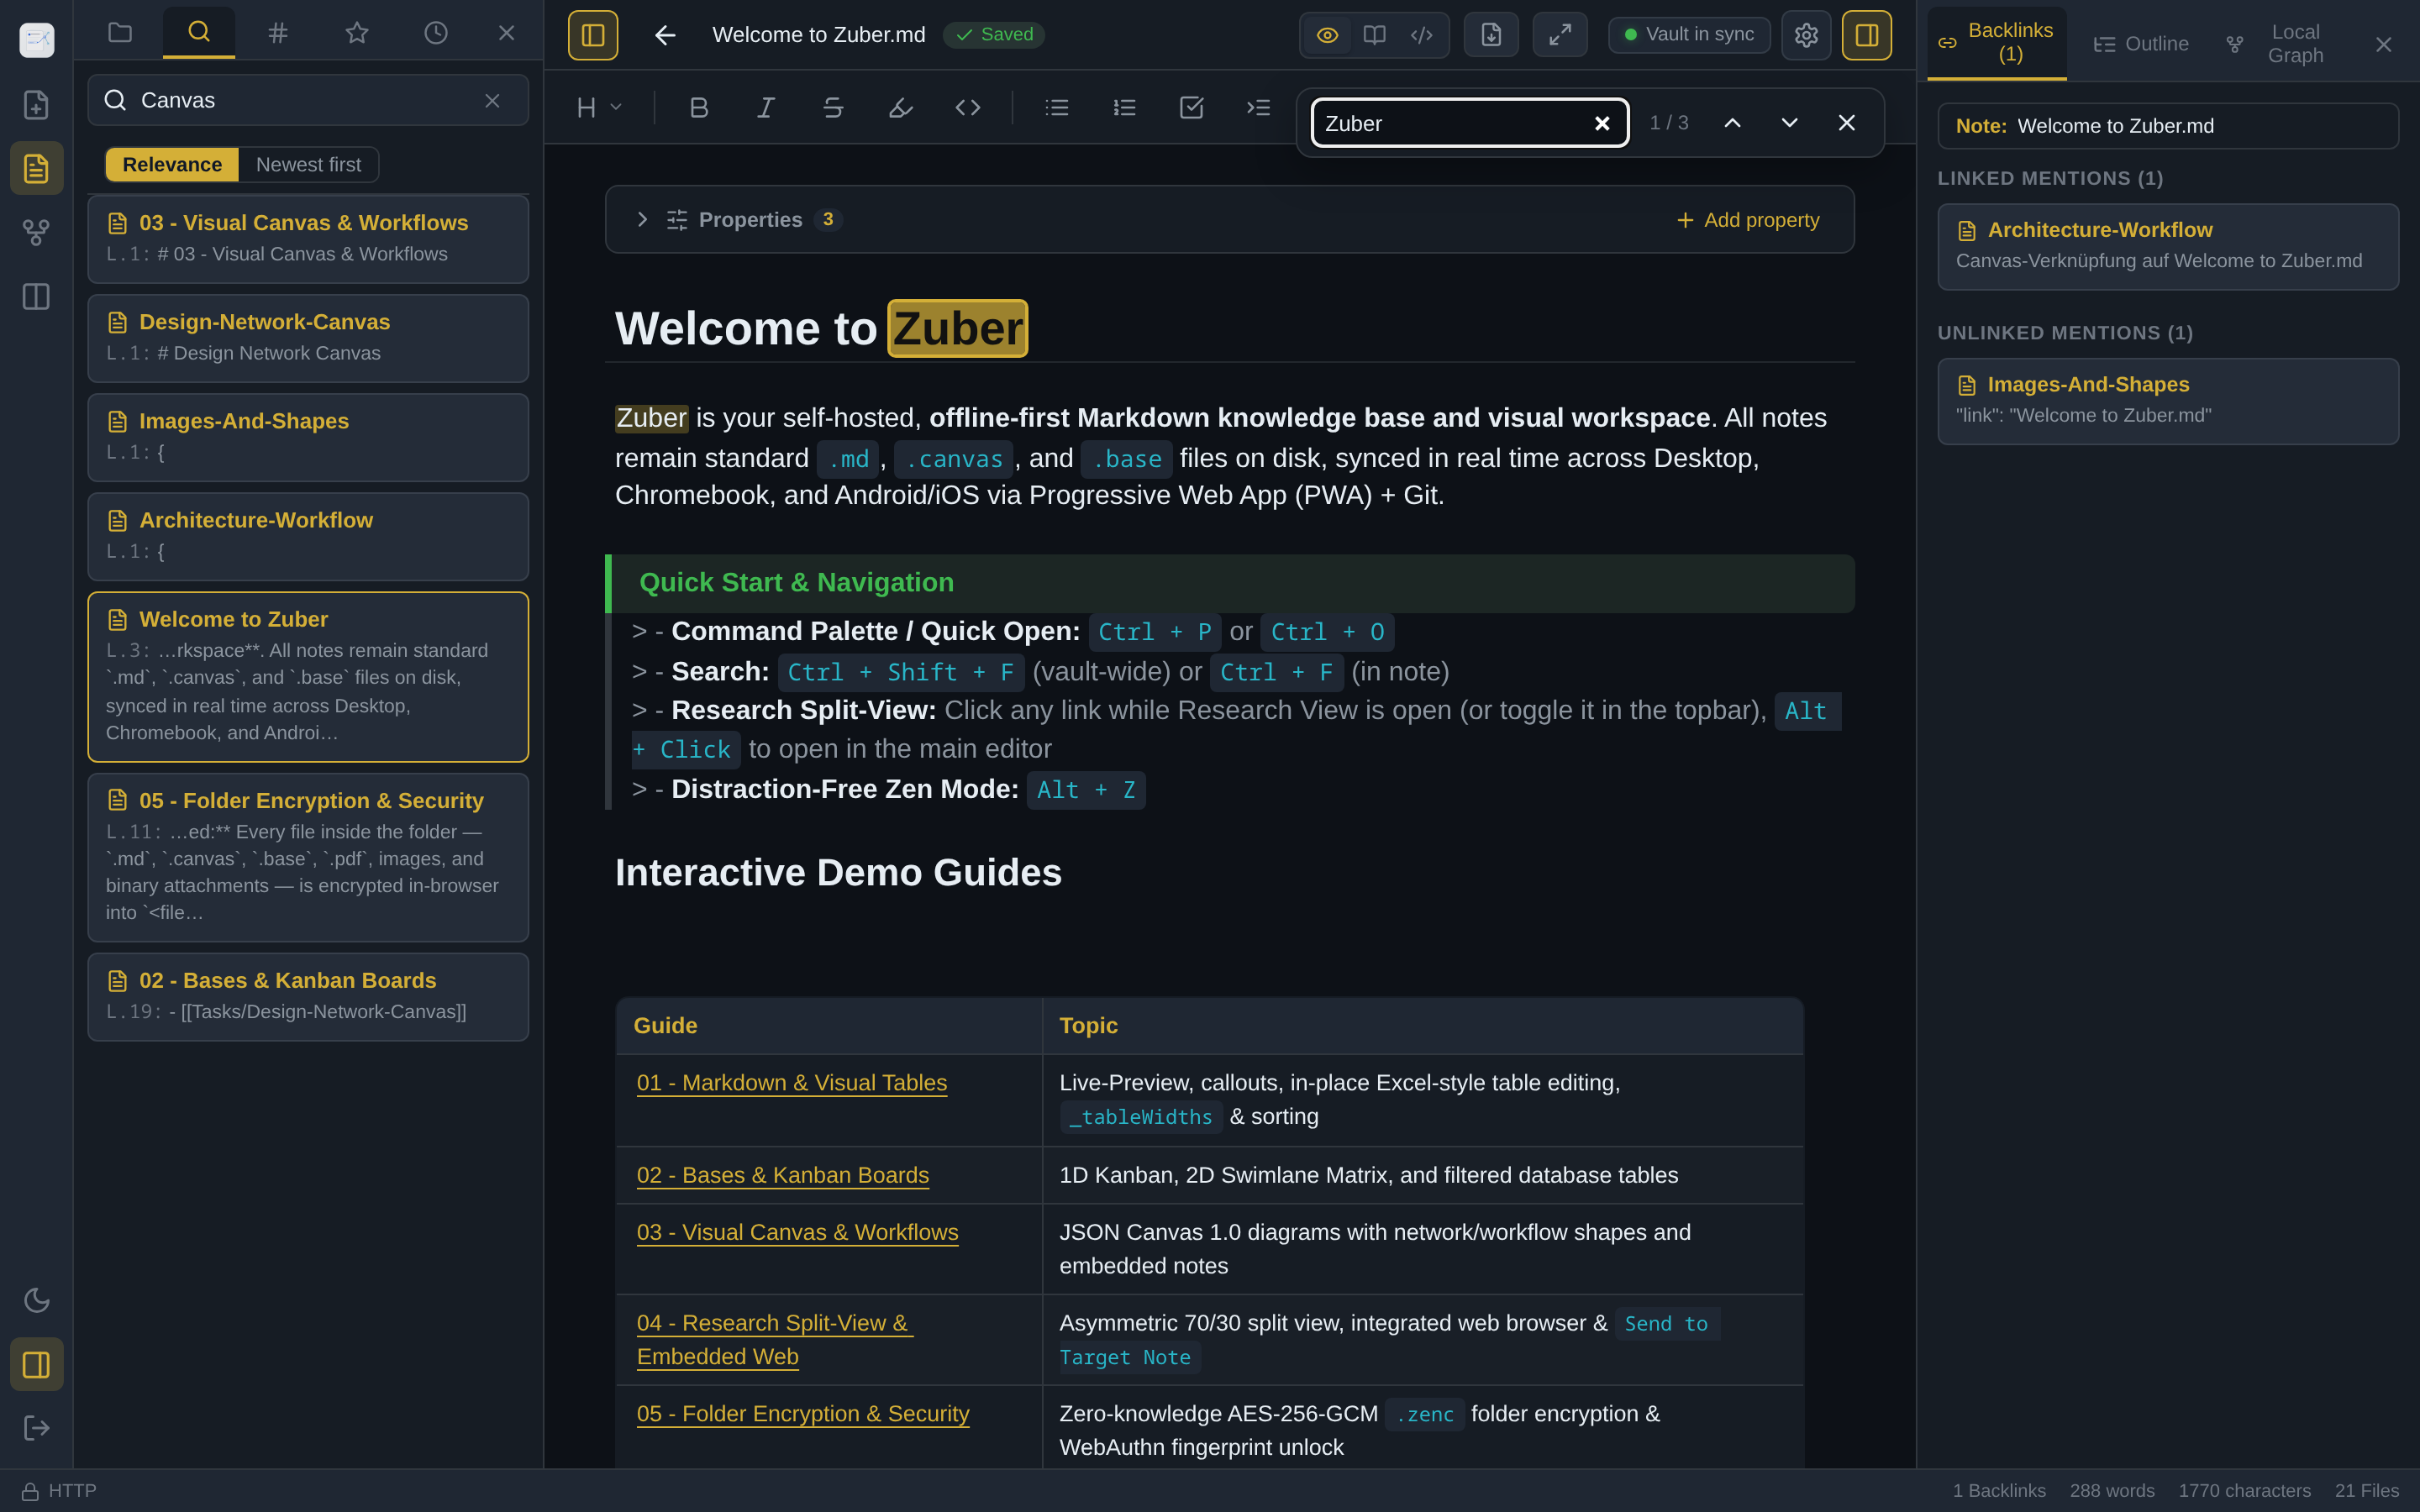 Canvas
Relevance Newest first
03 - Visual Canvas & Workflows
L.1: # 03 - Visual Canvas & Workflows
Design-Network-Canvas
L.1: # Design Network Canvas
Images-And-Shapes
L.1: {
Architecture-Workflow
L.1: {
Welcome to Zuber
L.3: …rkspace**. All notes remain standard
`.md`, `.canvas`, and `.base` files on disk,
synced in real time across Desktop,
Chromebook, and Androi…
05 - Folder Encryption & Security
L.11: …ed:** Every file inside the folder —
`.md`, `.canvas`, `.base`, `.pdf`, images, and
binary attachments — is encrypted in-browser
into `<file…
02 - Bases & Kanban Boards
L.19: - [[Tasks/Design-Network-Canvas]]
Welcome to Zuber.md Saved
Vault in sync
H B I S
Zuber 1 / 3
Properties 3 Add property
Welcome to Zuber
Zuber is your self-hosted, offline-first Markdown knowledge base and visual workspace. All notes
remain standard .md, .canvas, and .base files on disk, synced in real time across Desktop,
Chromebook, and Android/iOS via Progressive Web App (PWA) + Git.
Quick Start & Navigation
> - Command Palette / Quick Open: Ctrl + P or Ctrl + O
> - Search: Ctrl + Shift + F (vault-wide) or Ctrl + F (in note)
> - Research Split-View: Click any link while Research View is open (or toggle it in the topbar), Alt
+ Click to open in the main editor
> - Distraction-Free Zen Mode: Alt + Z
Interactive Demo Guides
Guide Topic
01 - Markdown & Visual Tables
Live-Preview, callouts, in-place Excel-style table editing,
_tableWidths & sorting
02 - Bases & Kanban Boards
1D Kanban, 2D Swimlane Matrix, and filtered database tables
03 - Visual Canvas & Workflows
JSON Canvas 1.0 diagrams with network/workflow shapes and
embedded notes
04 - Research Split-View &
Embedded Web
Asymmetric 70/30 split view, integrated web browser & Send to
Target Note
05 - Folder Encryption & Security
Zero-knowledge AES-256-GCM .zenc folder encryption &
WebAuthn fingerprint unlock
Backlinks
(1)
Outline
Local
Graph
Note: Welcome to Zuber.md
LINKED MENTIONS (1)
Architecture-Workflow
Canvas-Verknüpfung auf Welcome to Zuber.md
UNLINKED MENTIONS (1)
Images-And-Shapes
"link": "Welcome to Zuber.md"
HTTP
1 Backlinks 288 words 1770 characters 21 Files